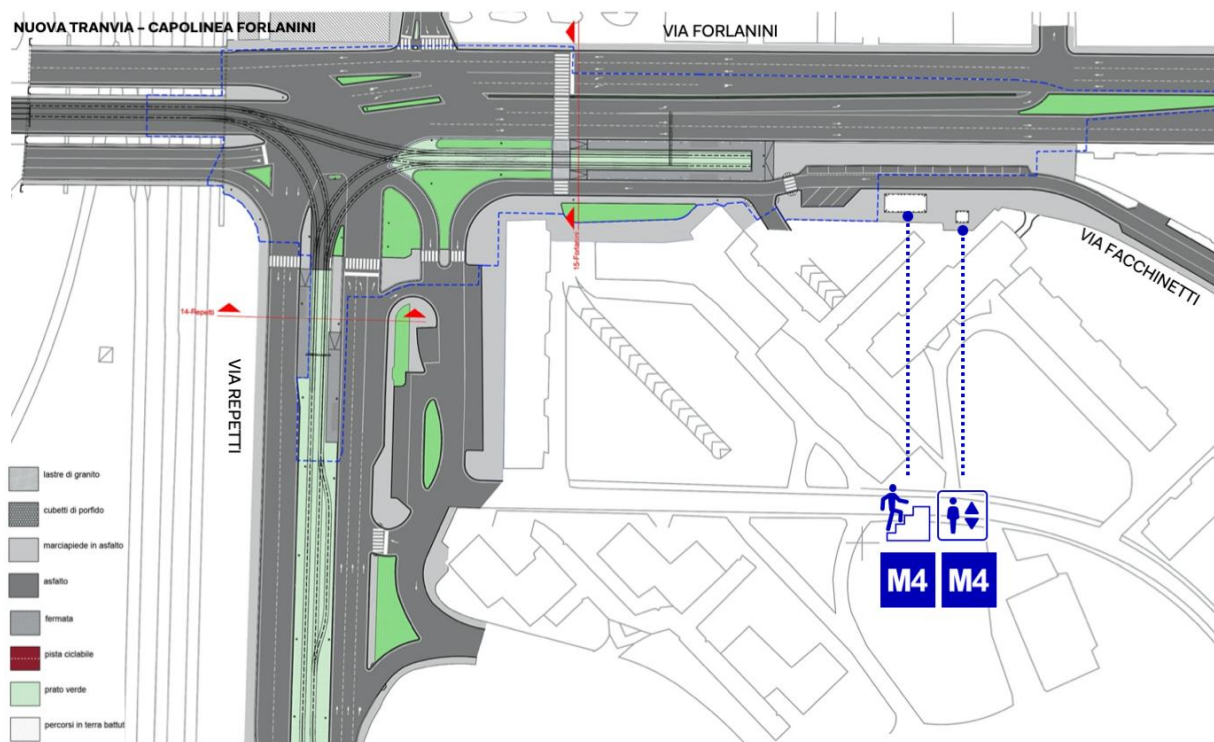 NUOVA TRANVIA – CAPOLINEA FORLANINI
VIA FORLANINI
15-Forlanini
VIA FACCHINETTI
14-Repetti
VIA REPETTI
lastre di granito
cubetti di porfido
marciapiede in asfalto
asfalto
fermata
pista ciclabile
prato verde
percorsi in terra battut
M4
M4